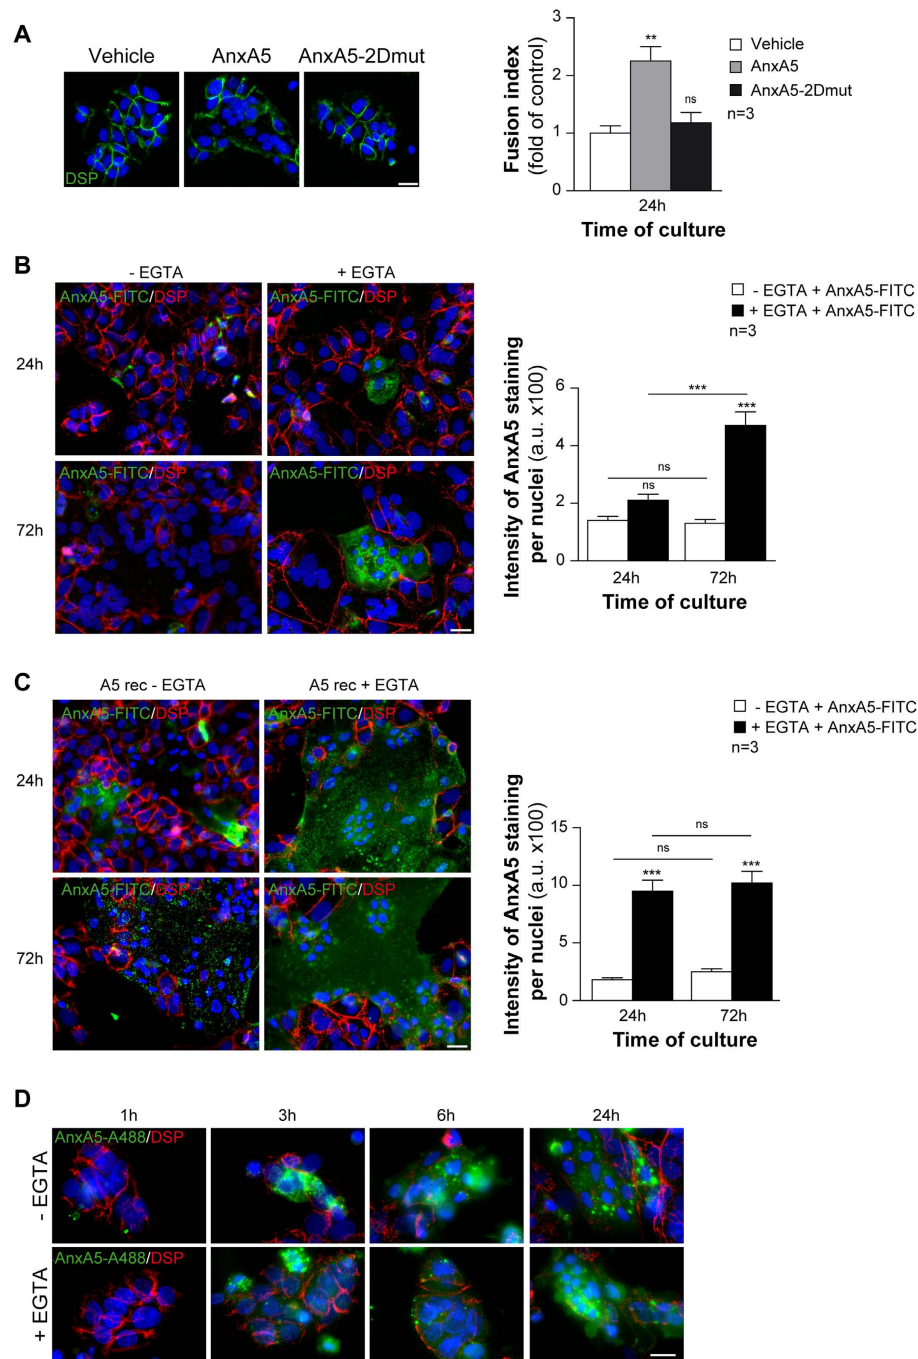 A
Vehicle
AnxA5
AnxA5-2Dmut
DSP
Fusion index
(fold of control)
3
2
1
0
**
ns
24h
Time of culture
Vehicle
AnxA5
AnxA5-2Dmut
n=3
B
- EGTA
+ EGTA
24h
AnxA5-FITC/DSP
AnxA5-FITC/DSP
72h
AnxA5-FITC/DSP
AnxA5-FITC/DSP
- EGTA + AnxA5-FITC
+ EGTA + AnxA5-FITC
n=3
Intensity of AnxA5 staining
per nuclei (a.u. x100)
6
4
2
0
***
***
ns
ns
24h
72h
Time of culture
C
A5 rec - EGTA
A5 rec + EGTA
24h
AnxA5-FITC/DSP
AnxA5-FITC/DSP
72h
AnxA5-FITC/DSP
AnxA5-FITC/DSP
- EGTA + AnxA5-FITC
+ EGTA + AnxA5-FITC
n=3
Intensity of AnxA5 staining
per nuclei (a.u. x100)
15
10
5
0
ns
ns
***
***
24h
72h
Time of culture
D
1h
3h
6h
24h
- EGTA
AnxA5-A488/DSP
+ EGTA
AnxA5-A488/DSP